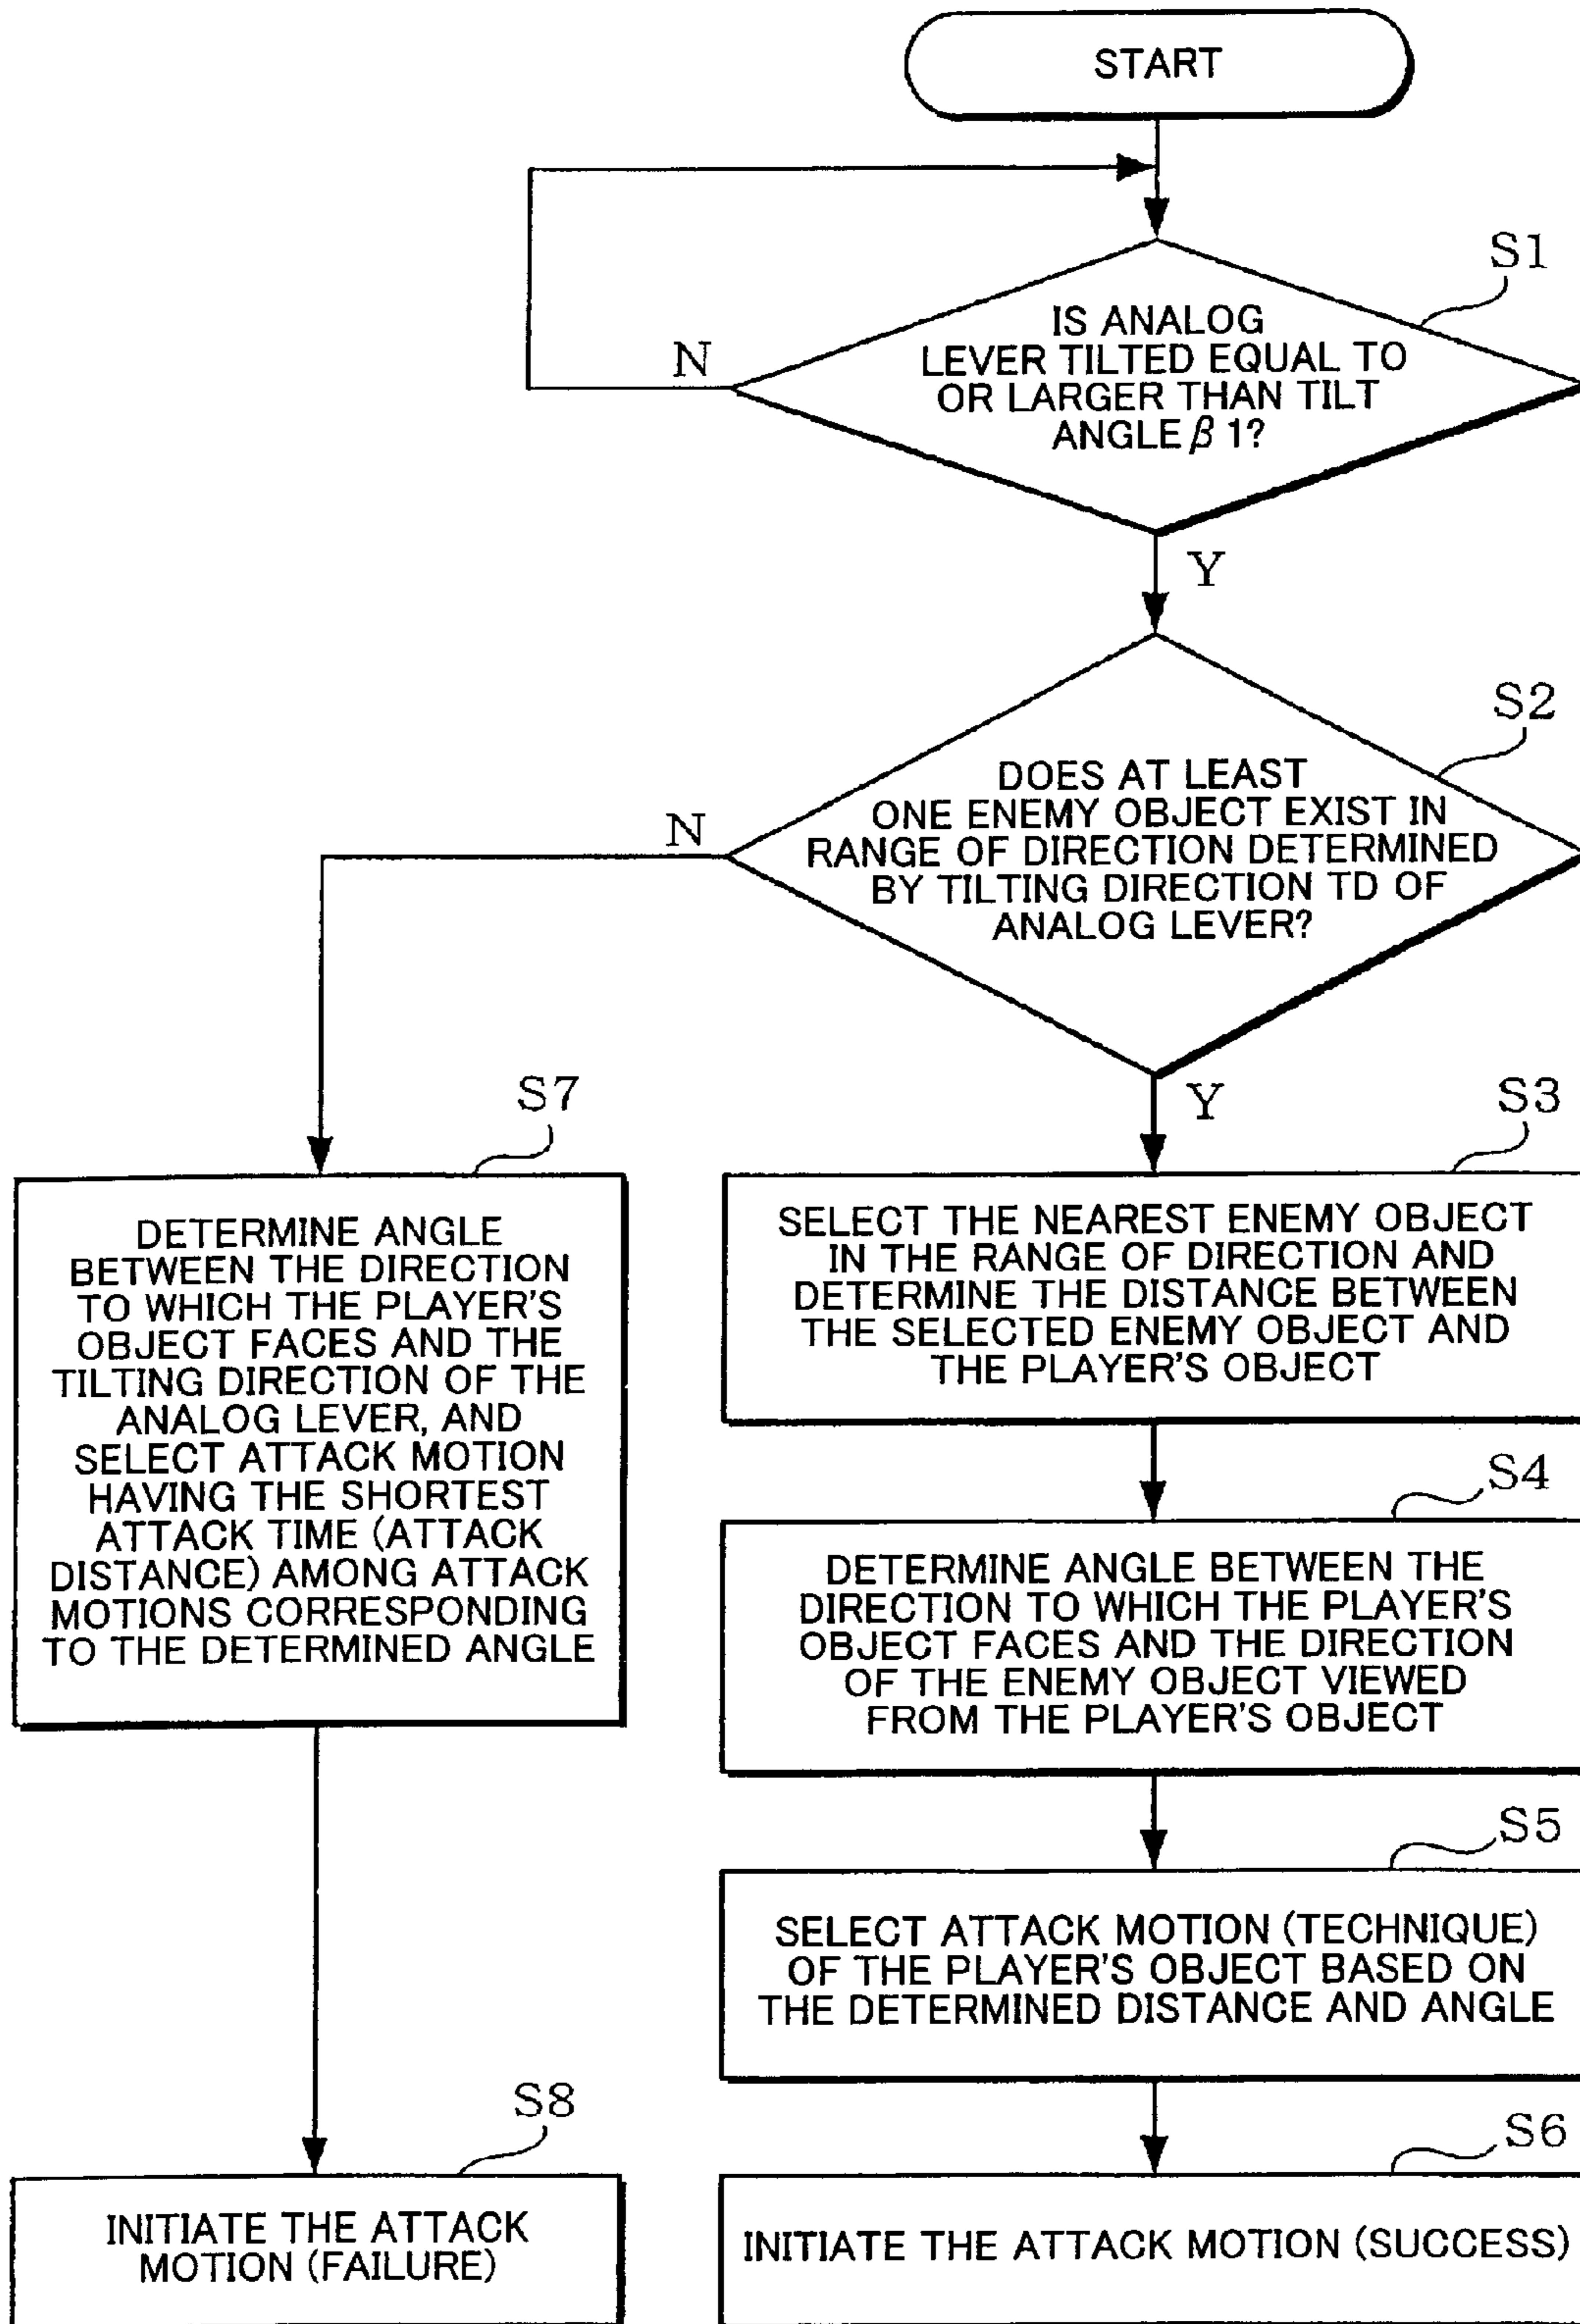 START
S1
IS ANALOG
LEVER TILTED EQUAL TO
OR LARGER THAN TILT
ANGLE β 1?
N
Y
S2
DOES AT LEAST
ONE ENEMY OBJECT EXIST IN
RANGE OF DIRECTION DETERMINED
BY TILTING DIRECTION TD OF
ANALOG LEVER?
N
Y
S3
SELECT THE NEAREST ENEMY OBJECT
IN THE RANGE OF DIRECTION AND
DETERMINE THE DISTANCE BETWEEN
THE SELECTED ENEMY OBJECT AND
THE PLAYER'S OBJECT
S4
DETERMINE ANGLE BETWEEN THE
DIRECTION TO WHICH THE PLAYER'S
OBJECT FACES AND THE DIRECTION
OF THE ENEMY OBJECT VIEWED
FROM THE PLAYER'S OBJECT
S5
SELECT ATTACK MOTION (TECHNIQUE)
OF THE PLAYER'S OBJECT BASED ON
THE DETERMINED DISTANCE AND ANGLE
S6
INITIATE THE ATTACK MOTION (SUCCESS)
S7
DETERMINE ANGLE
BETWEEN THE DIRECTION
TO WHICH THE PLAYER'S
OBJECT FACES AND THE
TILTING DIRECTION OF THE
ANALOG LEVER, AND
SELECT ATTACK MOTION
HAVING THE SHORTEST
ATTACK TIME (ATTACK
DISTANCE) AMONG ATTACK
MOTIONS CORRESPONDING
TO THE DETERMINED ANGLE
S8
INITIATE THE ATTACK
MOTION (FAILURE)